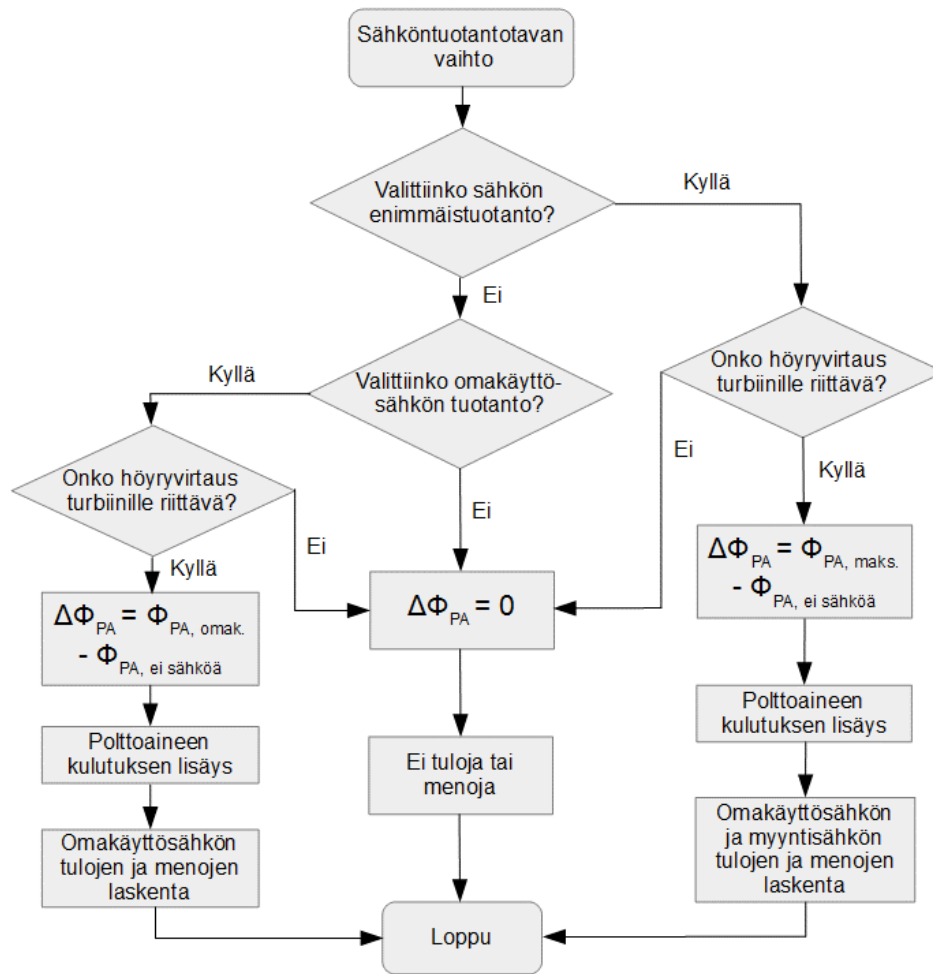 Sähköntuotantotavan
vaihto
Valittiinko sähkön
enimmäistuotanto?
Kyllä
Ei
Valittiinko omakäyttö-
sähkön tuotanto?
Kyllä
Onko höyryvirtaus
turbiinille riittävä?
Ei
Kyllä
Onko höyryvirtaus
turbiinille riittävä?
Ei
Ei
Kyllä
ΔΦPA = ΦPA, maks.
- ΦPA, ei sähköä
ΔΦPA = ΦPA, omak.
- ΦPA, ei sähköä
ΔΦPA = 0
Polttoaineen
kulutuksen lisäys
Ei tuloja tai
menoja
Polttoaineen
kulutuksen lisäys
Omakäyttösähkön
tulojen ja menojen
laskenta
Omakäyttösähkön
ja myyntisähkön
tulojen ja menojen
laskenta
Loppu